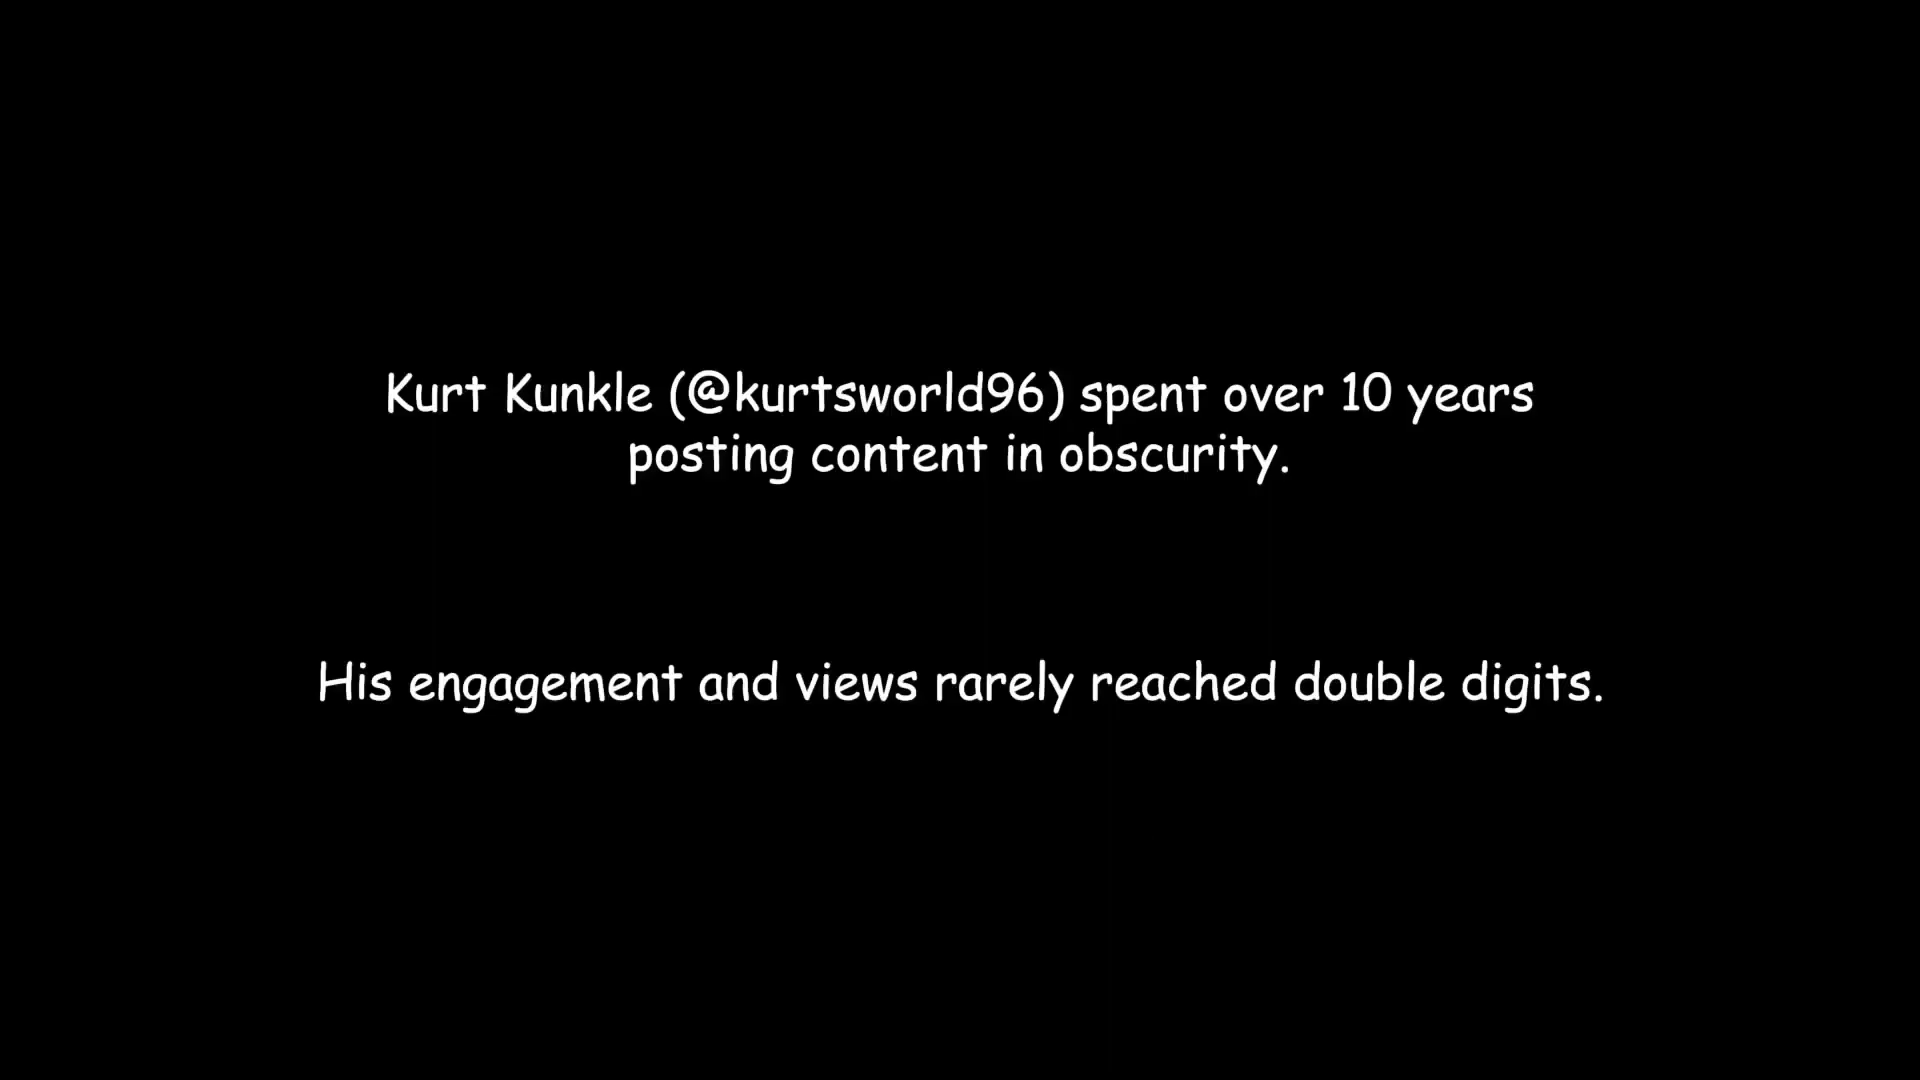 Kurt Kunkle (@kurtsworld96) spent over 10 years
posting content in obscurity.
His engagement and views rarely reached double digits.